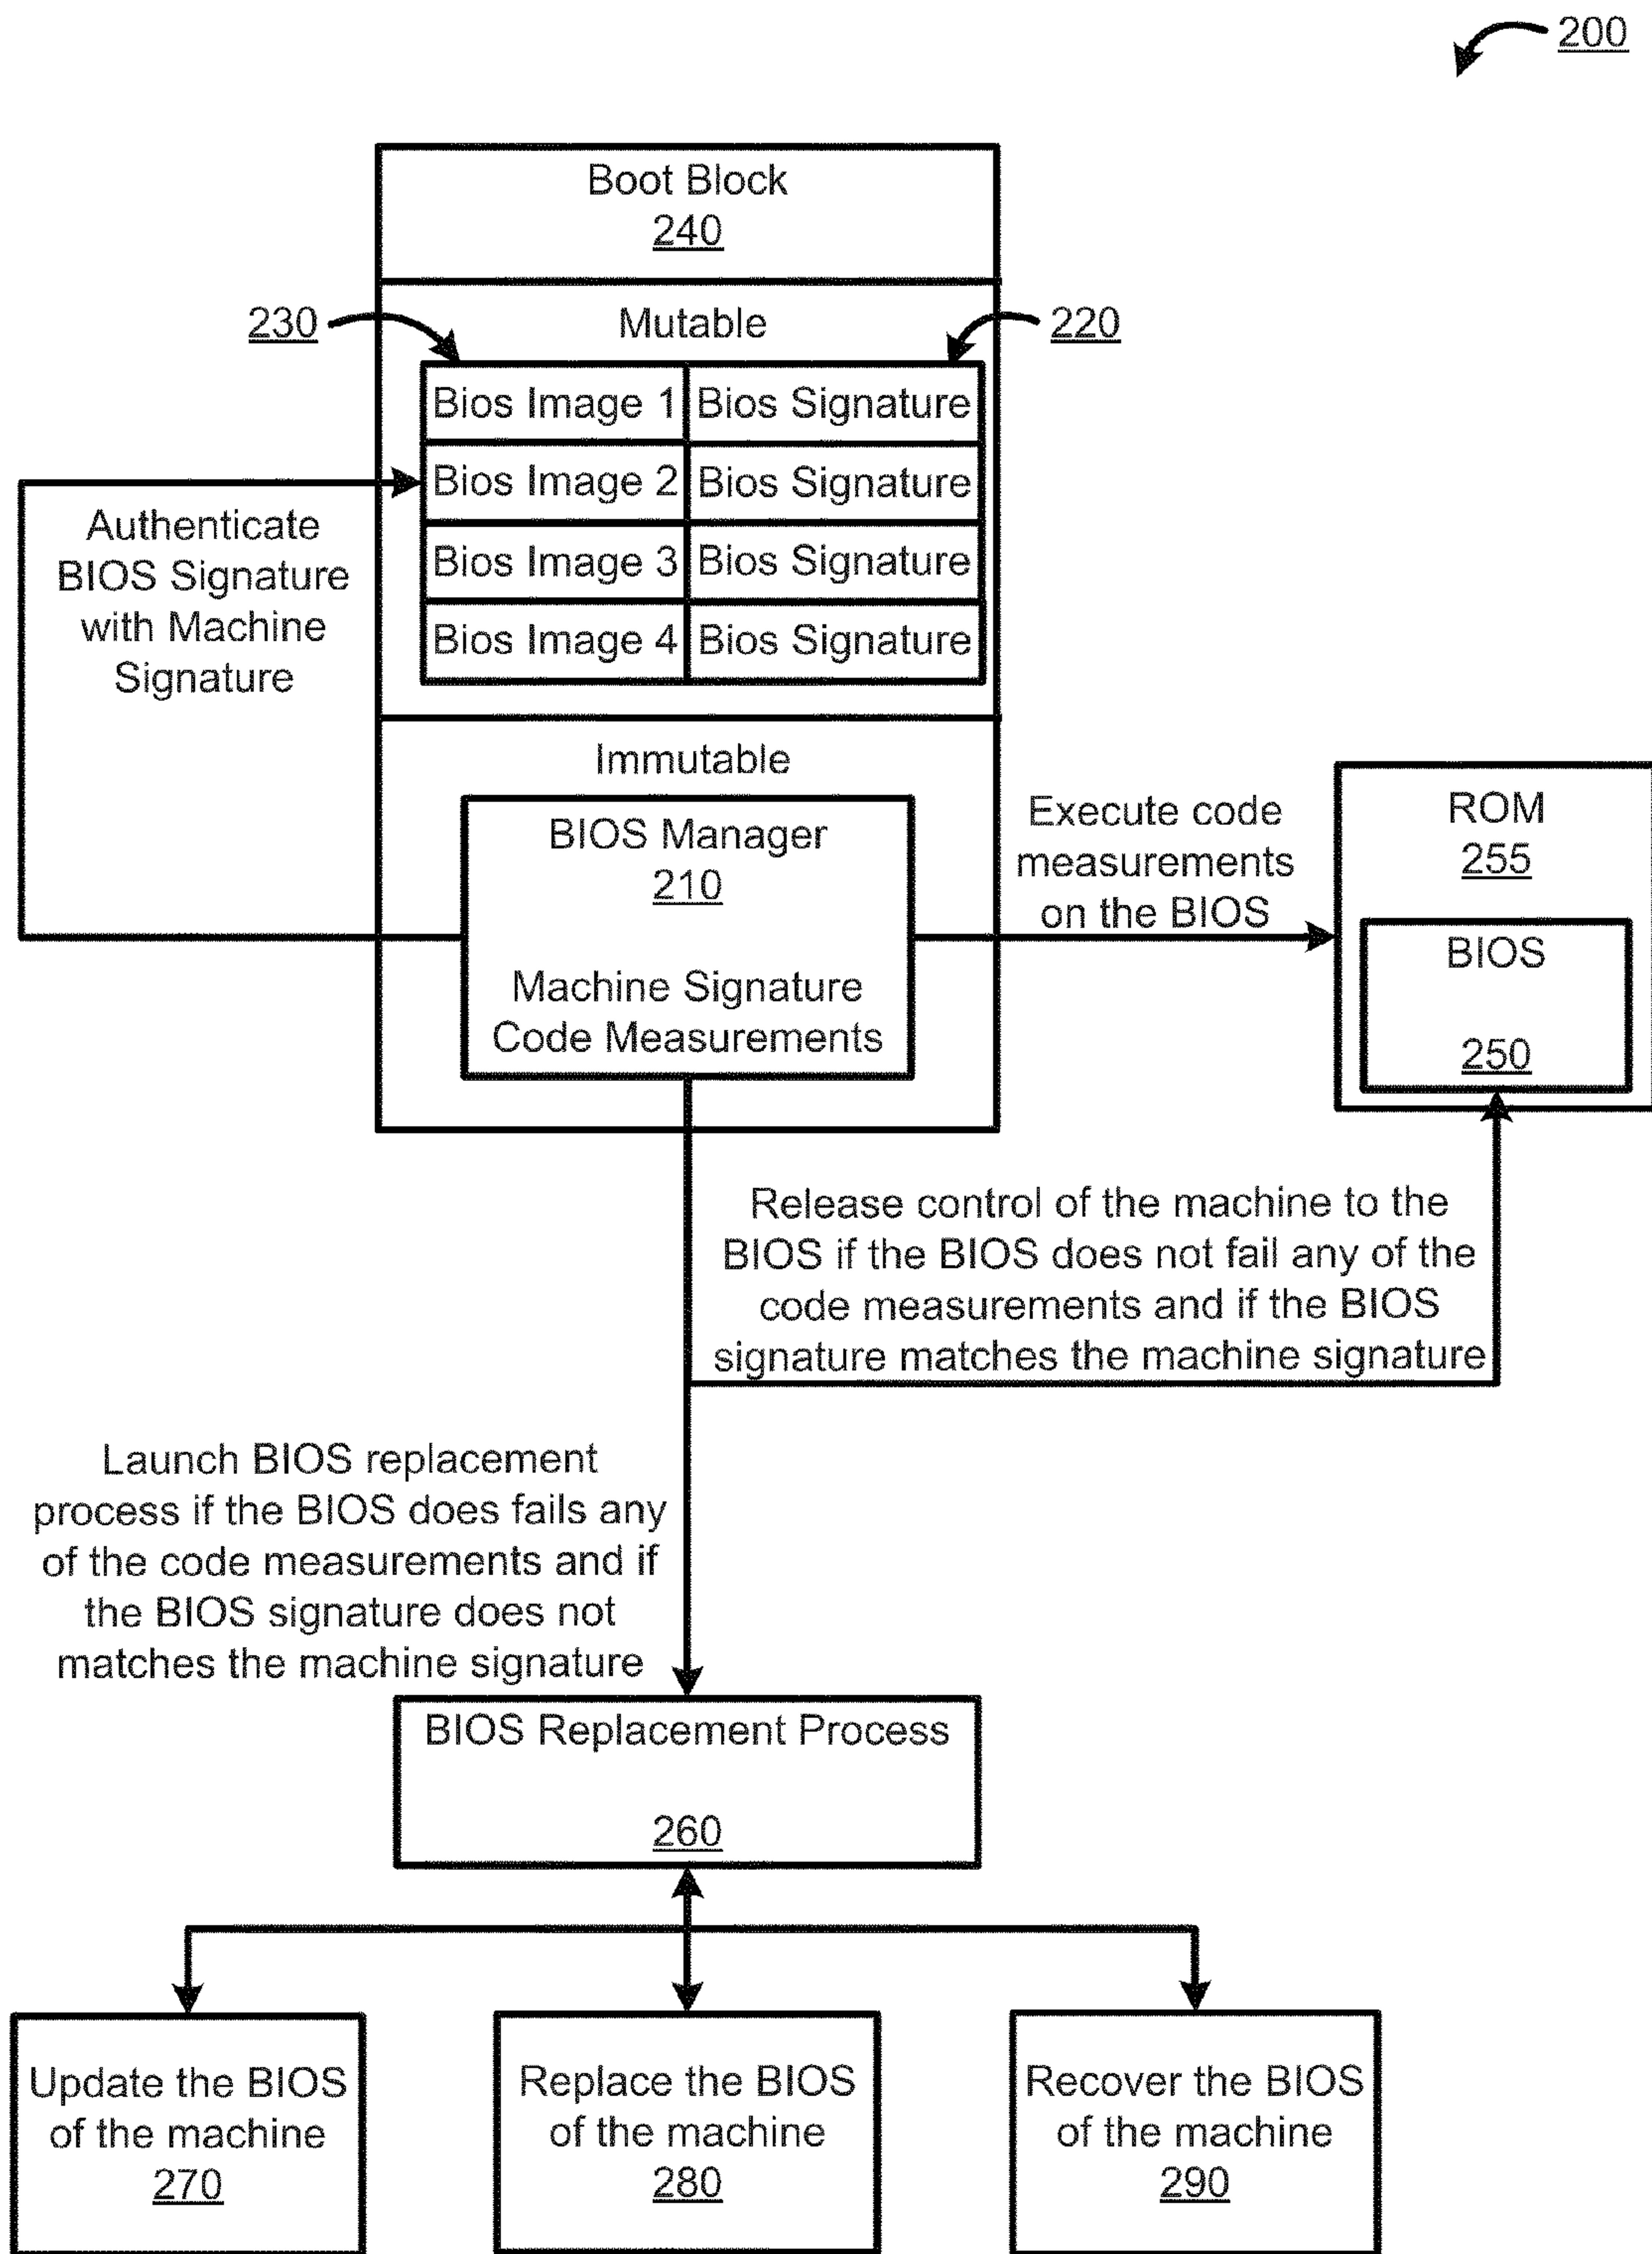 200
Boot Block
240
230
Mutable
220
Bios Image 1 Bios Signature
Bios Image 2 Bios Signature
Bios Image 3 Bios Signature
Bios Image 4 Bios Signature
Authenticate
BIOS Signature
with Machine
Signature
Immutable
BIOS Manager
210
Machine Signature
Code Measurements
Execute code
measurements
on the BIOS
ROM
255
BIOS
250
Release control of the machine to the
BIOS if the BIOS does not fail any of the
code measurements and if the BIOS
signature matches the machine signature
Launch BIOS replacement
process if the BIOS does fails any
of the code measurements and if
the BIOS signature does not
matches the machine signature
BIOS Replacement Process
260
Update the BIOS
of the machine
270
Replace the BIOS
of the machine
280
Recover the BIOS
of the machine
290